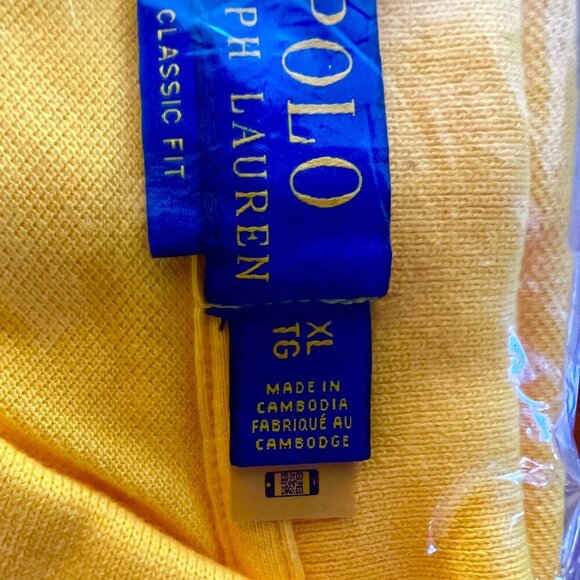 POLO
PH LAUREN
CLASSIC FIT
XL
TG
MADE IN
CAMBODIA
FABRIQUÉ AU
CAMBODGE